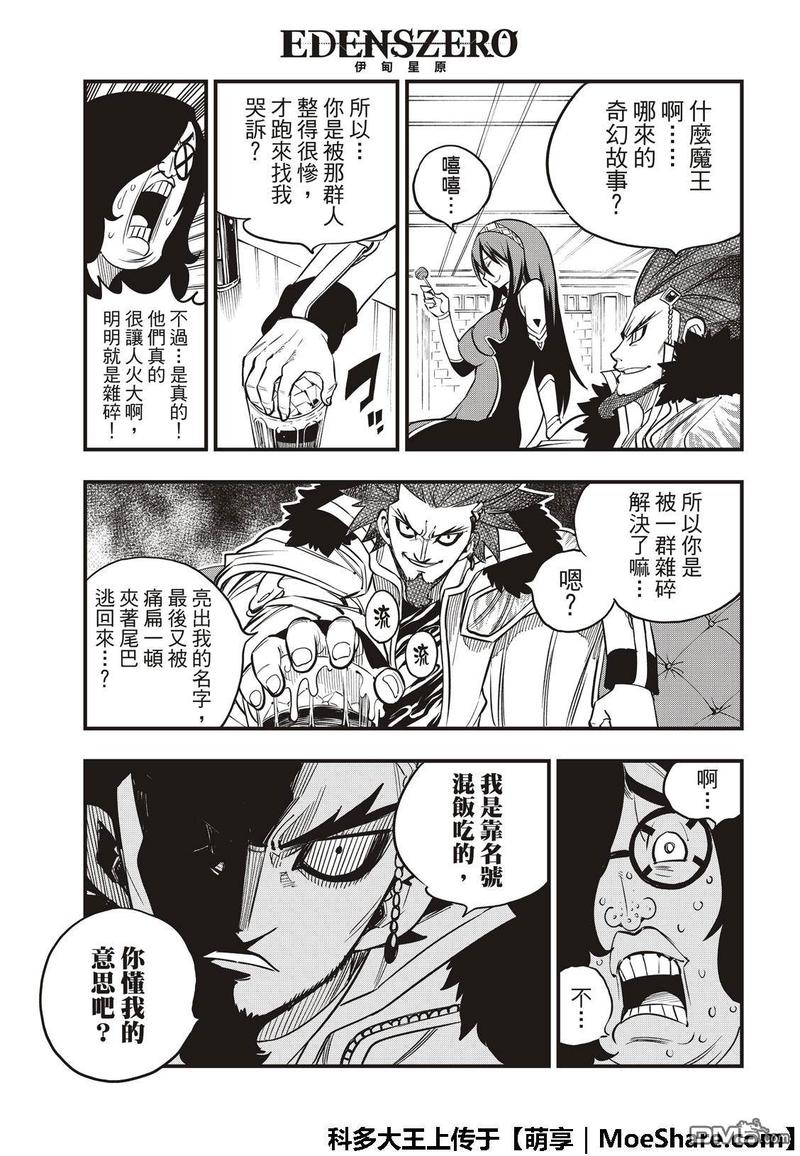 EDENSZERO
伊甸星原
什麼魔王
啊……
哪來的
奇幻故事？
嘻
嘻…
所以…
你是被那群人
整得很慘，
才跑來找我
哭訴？
不過…是真的！
他們真的
很讓人火大啊，
明明就是雜碎！
所以你是
被一群雜碎
解決了嘛…
嗯？
流
流
亮出我的名字，
最後又被
痛扁一頓
夾著尾巴
逃回來…？
啊…
不…
我是靠名號
混飯吃的，
你懂我的
意思吧？
科多大王上传于【萌享 | MoeShare.com】